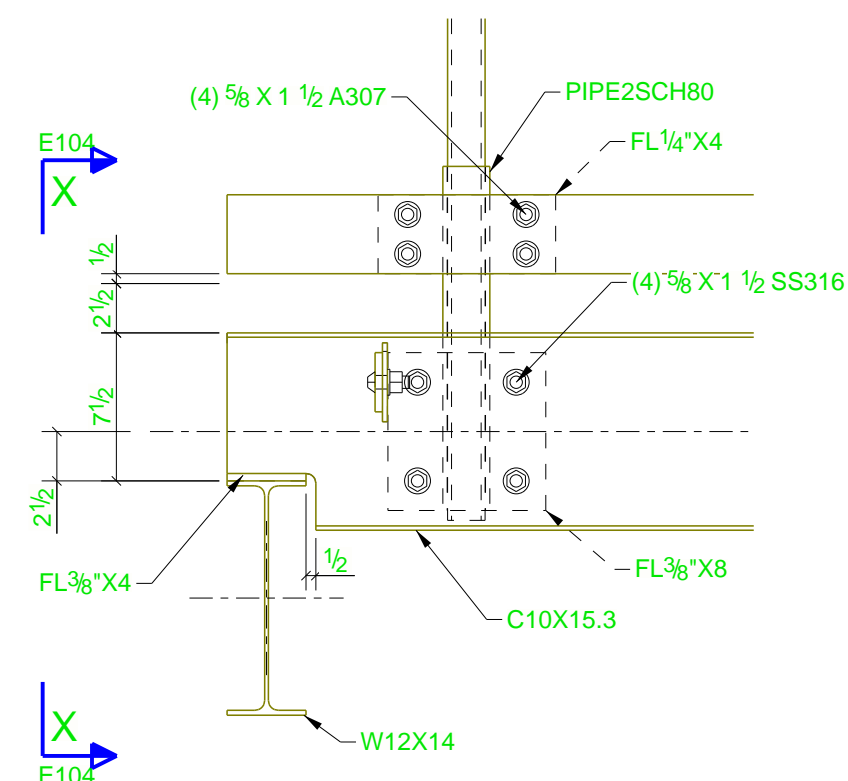 (4) 5/8 X 1 1/2 A307
PIPE2SCH80
E104
X
FL1/4"X4
1/2
(4) 5/8 X 1 1/2 SS316
2 1/2
7 1/2
2 1/2
1/2
FL3/8"X4
FL3/8"X8
C10X15.3
X
W12X14
E104